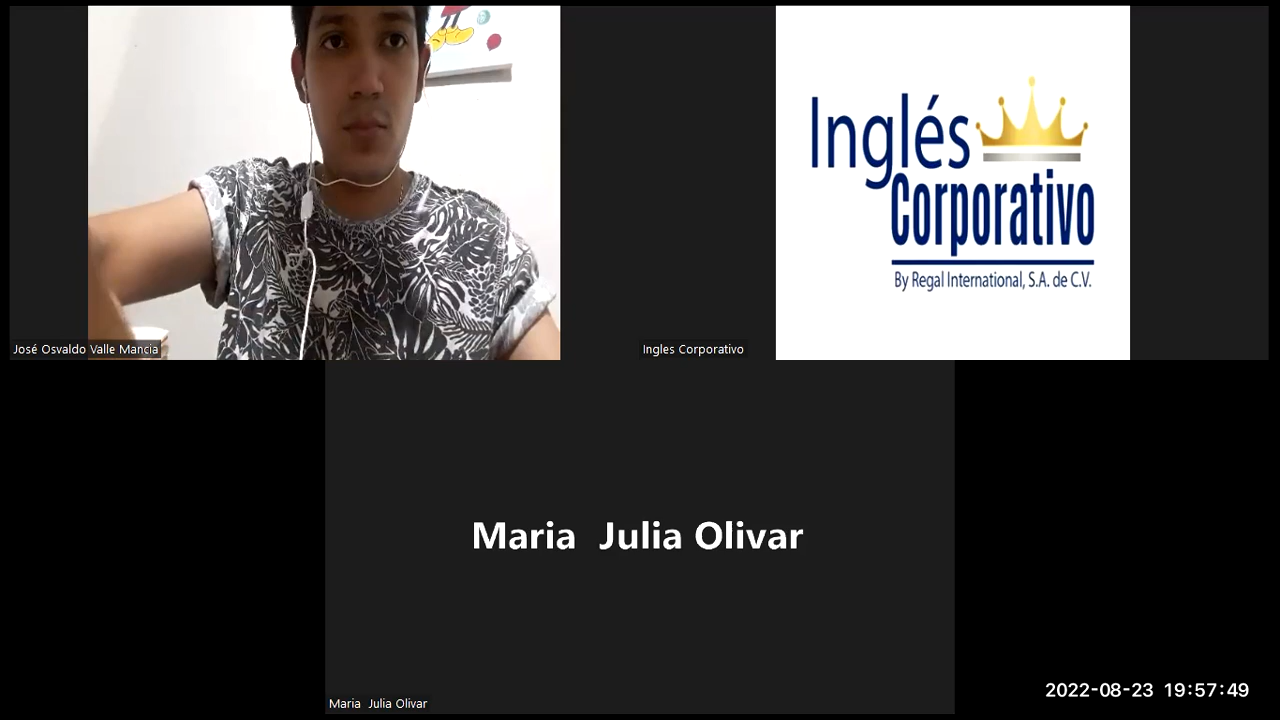 Inglés
Corporativo
By Regal International, S.A. de C.V.
José Osvaldo Valle Mancia
Ingles Corporativo
Maria Julia Olivar
Maria Julia Olivar
2022-08-23 19:57:49